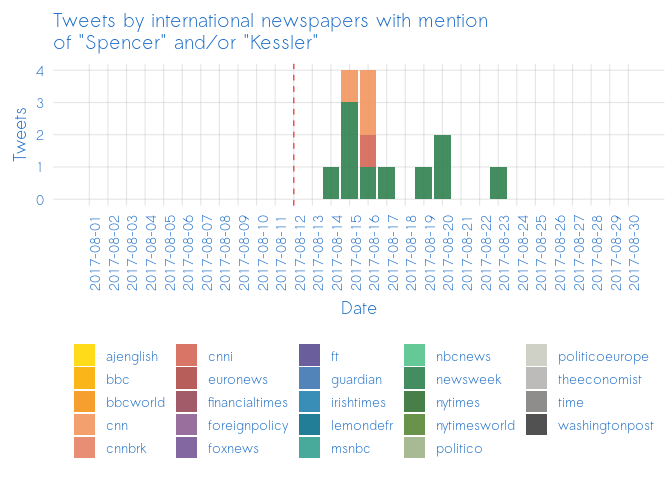 Tweets by international newspapers with mention
of "Spencer" and/or "Kessler"
4
3
2
1
0
Tweets
2017-08-01
2017-08-02
2017-08-03
2017-08-04
2017-08-05
2017-08-06
2017-08-07
2017-08-08
2017-08-09
2017-08-10
2017-08-11
2017-08-12
2017-08-13
2017-08-14
2017-08-15
2017-08-16
2017-08-17
2017-08-18
2017-08-19
2017-08-20
2017-08-21
2017-08-22
2017-08-23
2017-08-24
2017-08-25
2017-08-26
2017-08-27
2017-08-28
2017-08-29
2017-08-30
Date
ajenglish
bbc
bbcworld
cnn
cnnbrk
cnni
euronews
financialtimes
foreignpolicy
foxnews
ft
guardian
irishtimes
lemondefr
msnbc
nbcnews
newsweek
nytimes
nytimesworld
politico
politicoeurope
theeconomist
time
washingtonpost